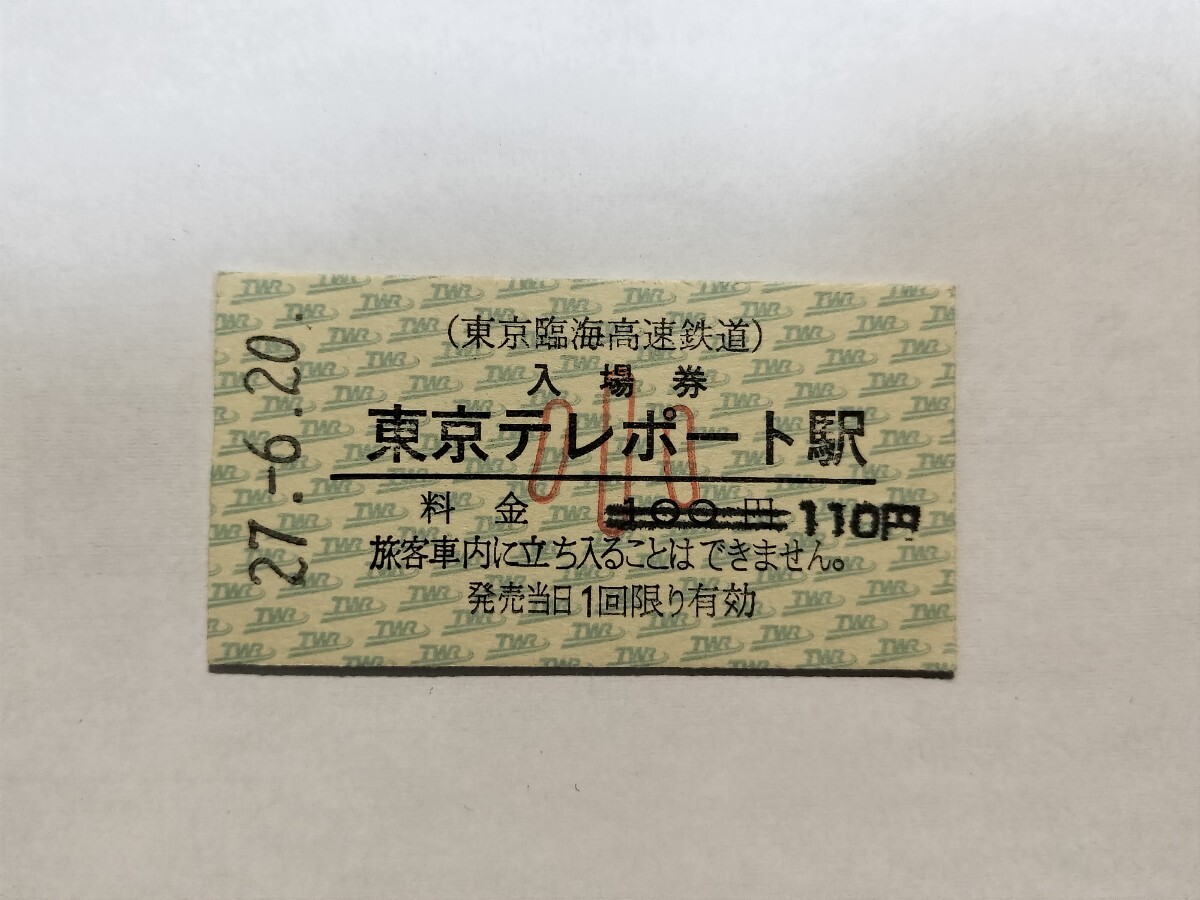 27.-6.20.
(東京臨海高速鉄道)
入場券
小
東京テレポート駅
料金 100円 110円
旅客車内に立ち入ることはできません。
発売当日1回限り有効
TWR